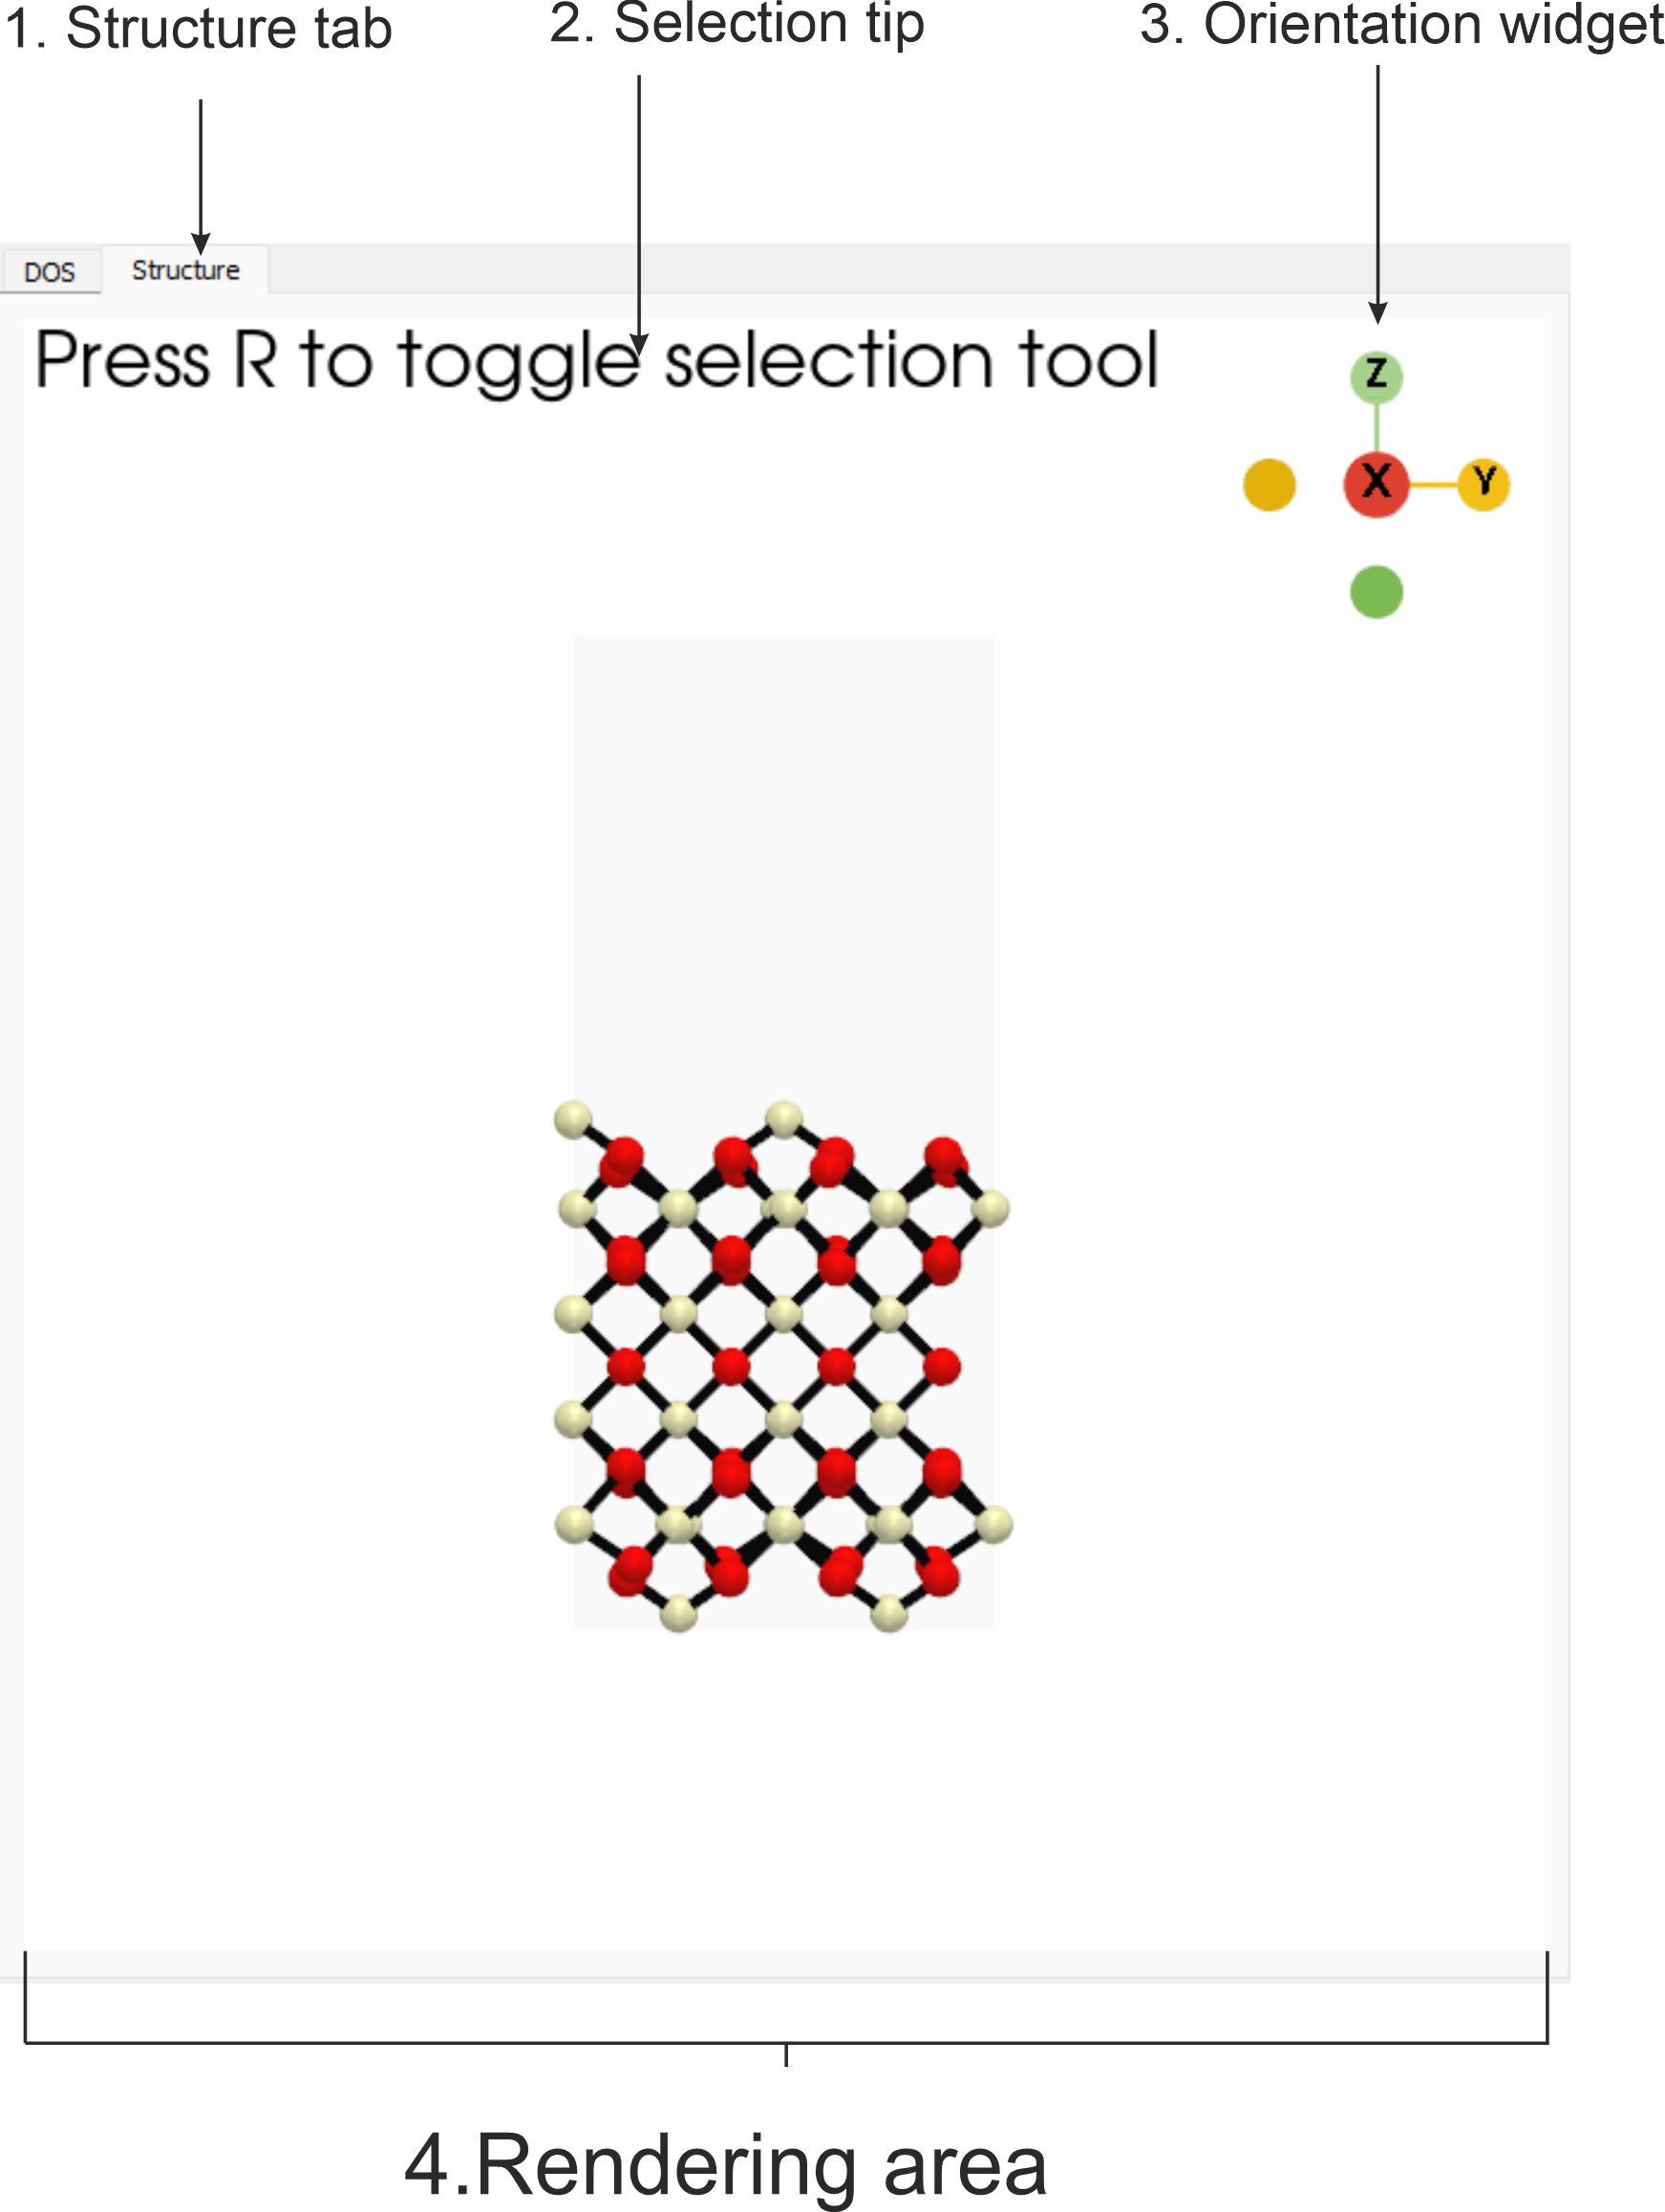 1. Structure tab
2. Selection tip
3. Orientation widget
DOS
Structure
Press R to toggle selection tool
Z
X
Y
4.Rendering area